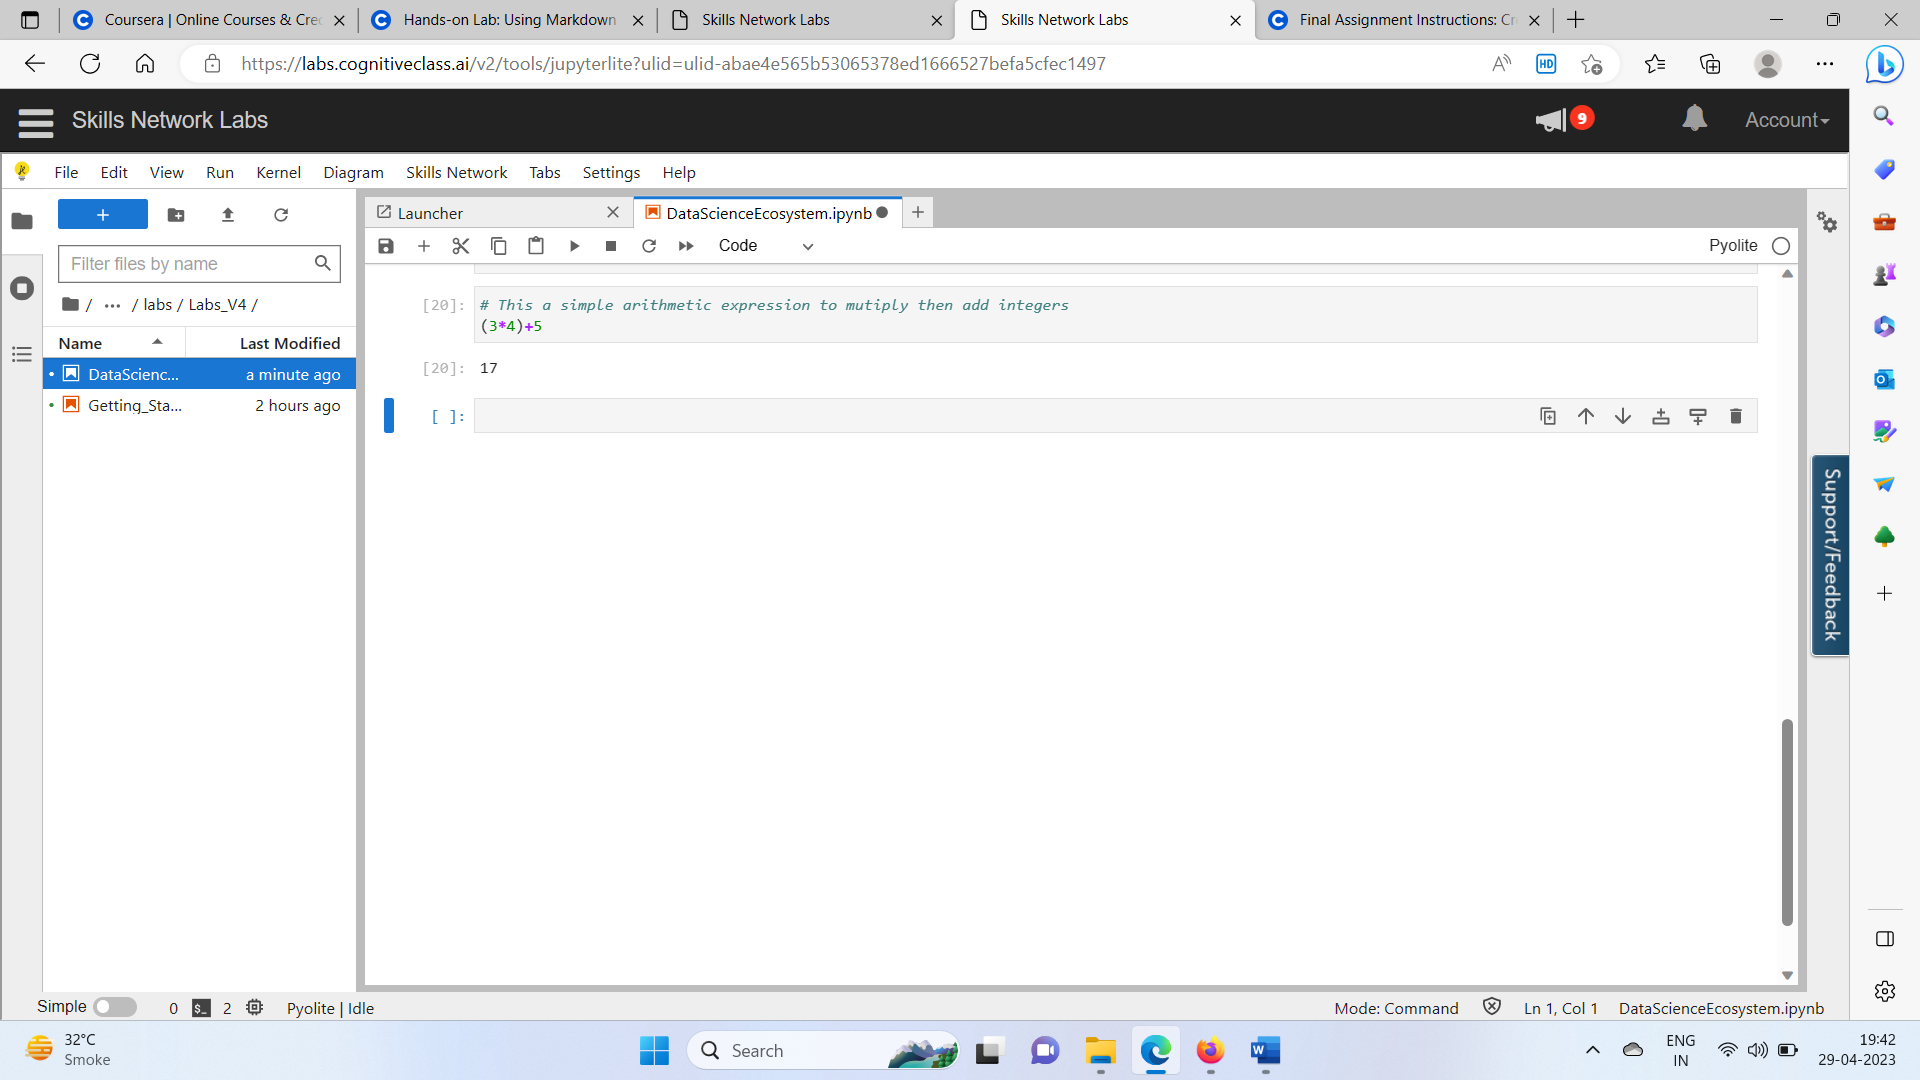 Coursera | Online Courses & Cre
Hands-on Lab: Using Markdown
Skills Network Labs
Skills Network Labs
Final Assignment Instructions: Cr
https://labs.cognitiveclass.ai/v2/tools/jupyterlite?ulid=ulid-abae4e565b53065378ed1666527befa5cfec1497
HD
Skills Network Labs
9
Account
File Edit View Run Kernel Diagram Skills Network Tabs Settings Help
Launcher
DataScienceEcosystem.ipynb
Code
Pyolite
Filter files by name
/ ... / labs / Labs_V4 /
Name Last Modified
DataScienc... a minute ago
Getting_Sta... 2 hours ago
[20]: # This a simple arithmetic expression to mutiply then add integers
(3*4)+5
[20]: 17
[ ]:
Support/Feedback
Simple 0 2 Pyolite | Idle
Mode: Command Ln 1, Col 1 DataScienceEcosystem.ipynb
32°C
Smoke
Search
ENG
IN
19:42
29-04-2023